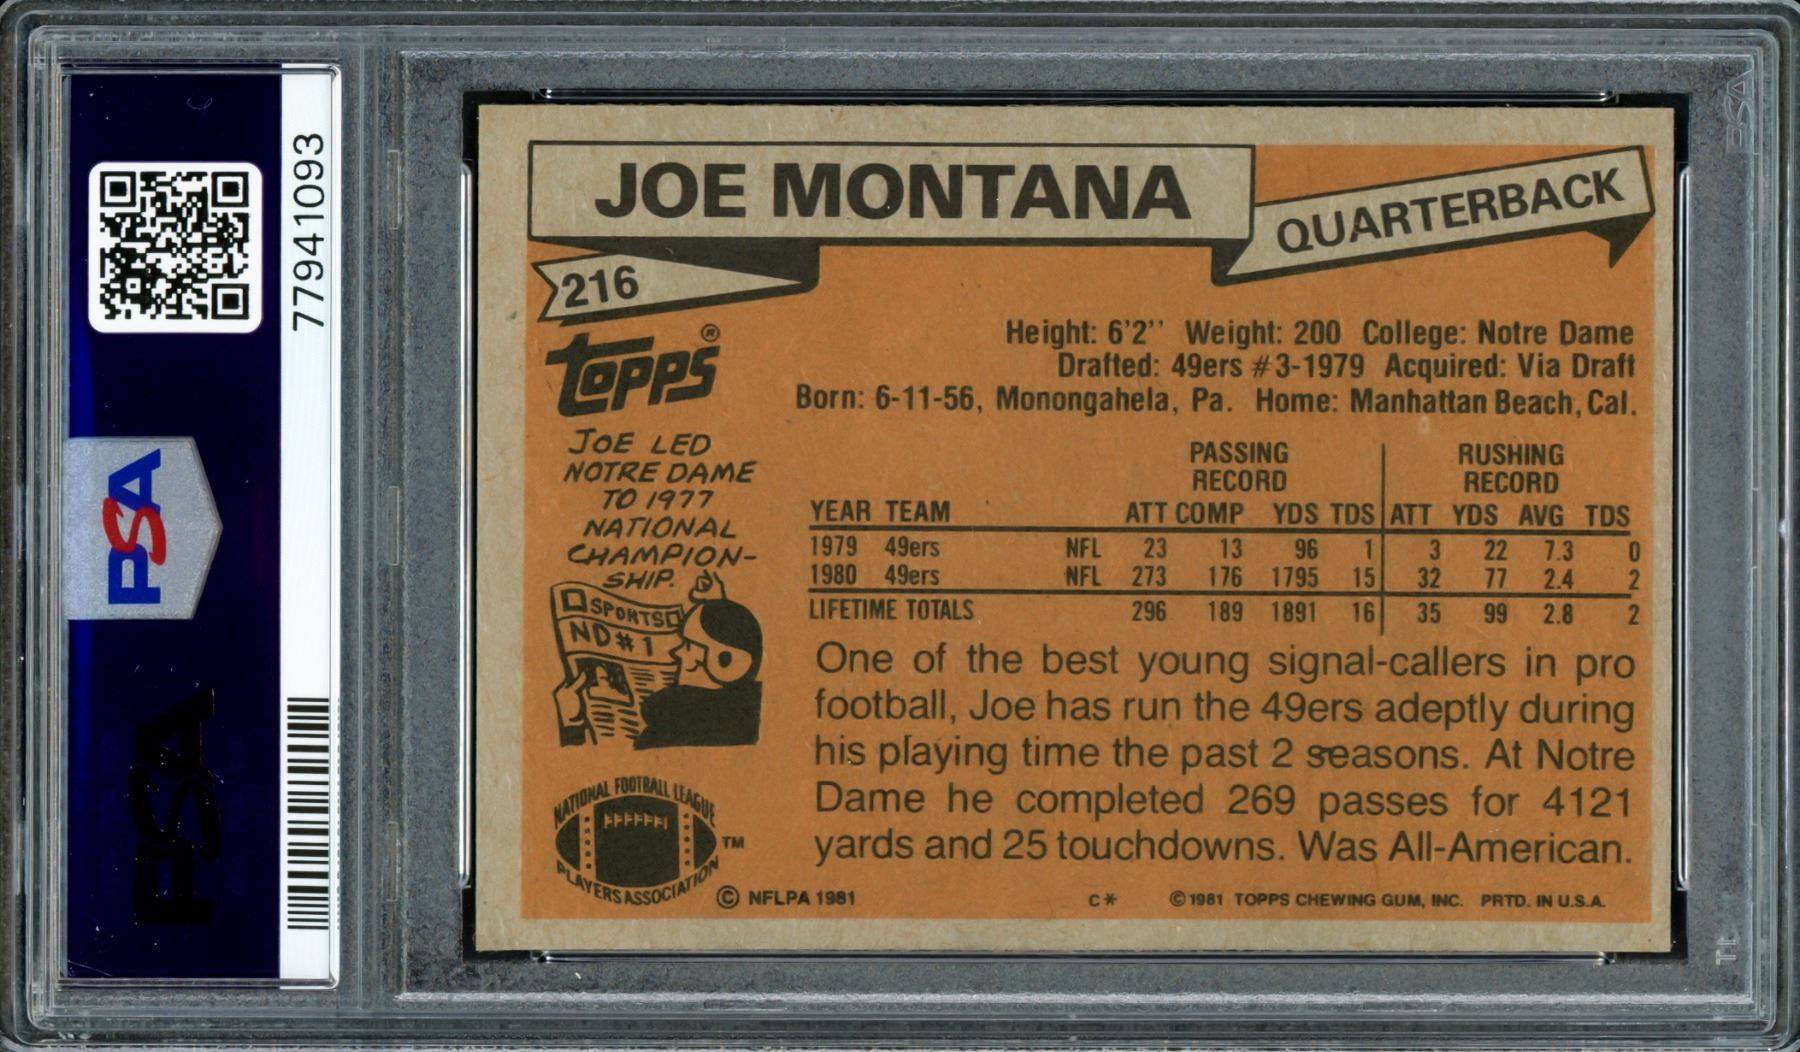 77941093
PSA
PSA
PSA
JOE MONTANA
QUARTERBACK
216
Topps®
Height: 6'2'' Weight: 200 College: Notre Dame
Drafted: 49ers #3-1979 Acquired: Via Draft
Born: 6-11-56, Monongahela, Pa. Home: Manhattan Beach, Cal.
JOE LED
NOTRE DAME
TO 1977
NATIONAL
CHAMPION-
SHIP.
SPORTS
ND #1
PASSING RUSHING
RECORD RECORD
YEAR TEAM ATT COMP YDS TDS ATT YDS AVG TDS
1979 49ers NFL 23 13 96 1 3 22 7.3 0
1980 49ers NFL 273 176 1795 15 32 77 2.4 2
LIFETIME TOTALS 296 189 1891 16 35 99 2.8 2
One of the best young signal-callers in pro
football, Joe has run the 49ers adeptly during
his playing time the past 2 seasons. At Notre
Dame he completed 269 passes for 4121
yards and 25 touchdowns. Was All-American.
NATIONAL FOOTBALL LEAGUE
PLAYERS ASSOCIATION
TM
© NFLPA 1981
C*
© 1981 TOPPS CHEWING GUM, INC. PRTD. IN U.S.A.